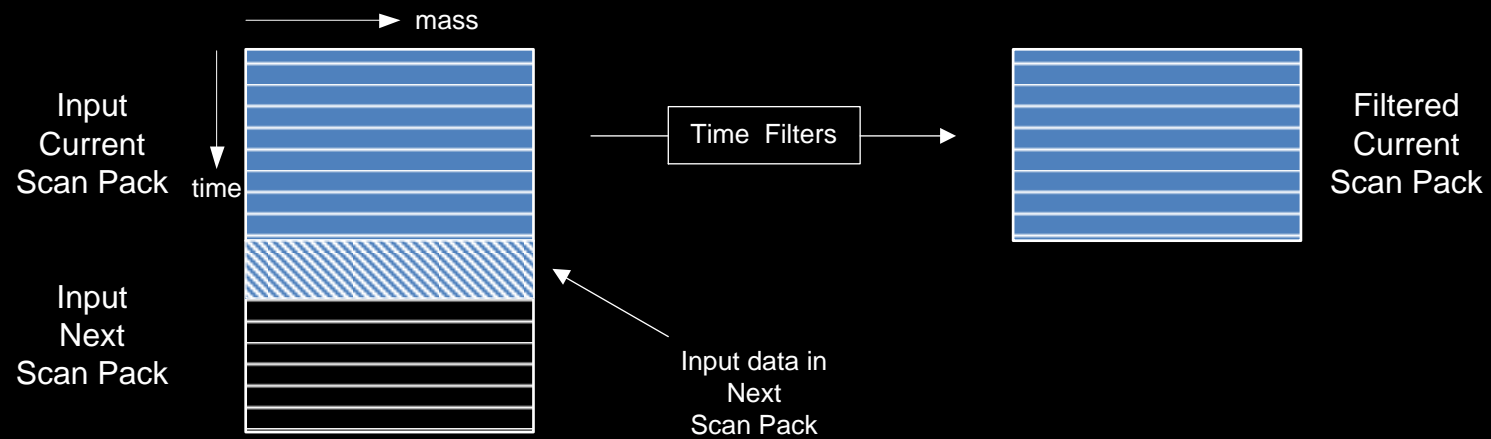 mass
Input
Current
Scan Pack
time
Time Filters
Filtered
Current
Scan Pack
Input
Next
Scan Pack
Input data in
Next
Scan Pack